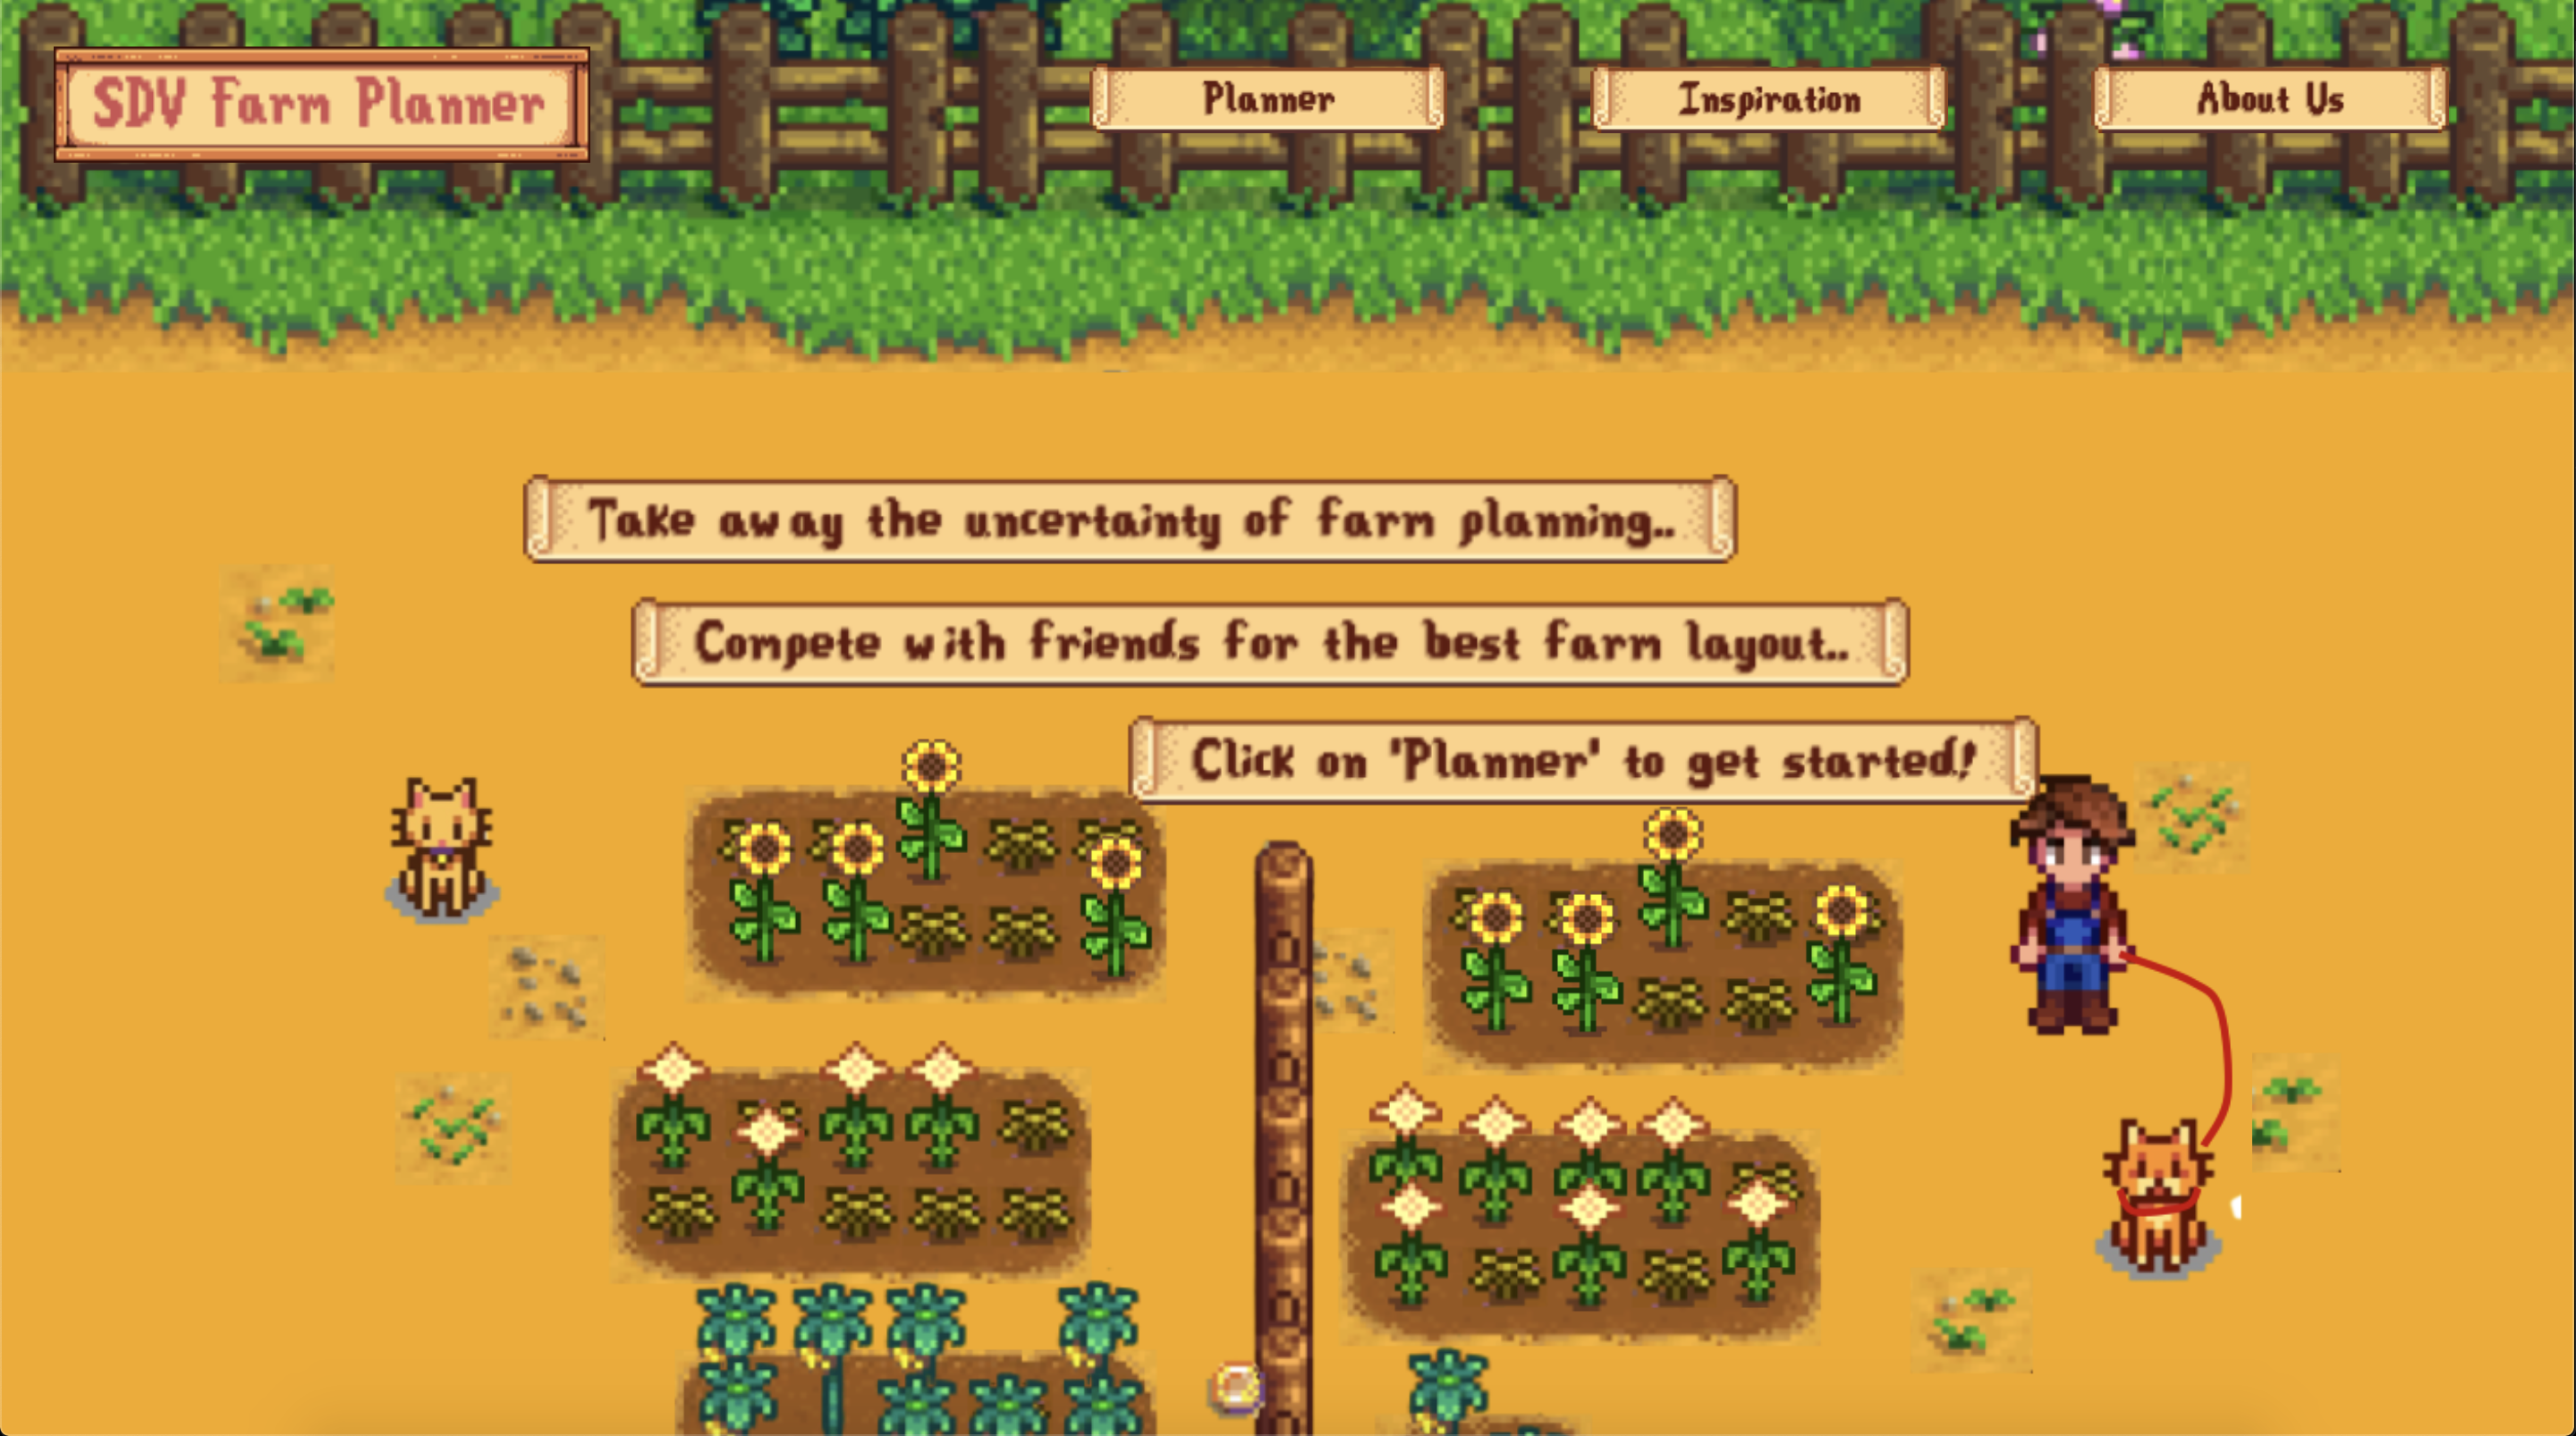 SDV Farm Planner
Planner
Inspiration
About Us
Take away the uncertainty of farm planning..
Compete with friends for the best farm layout..
Click on 'Planner' to get started!